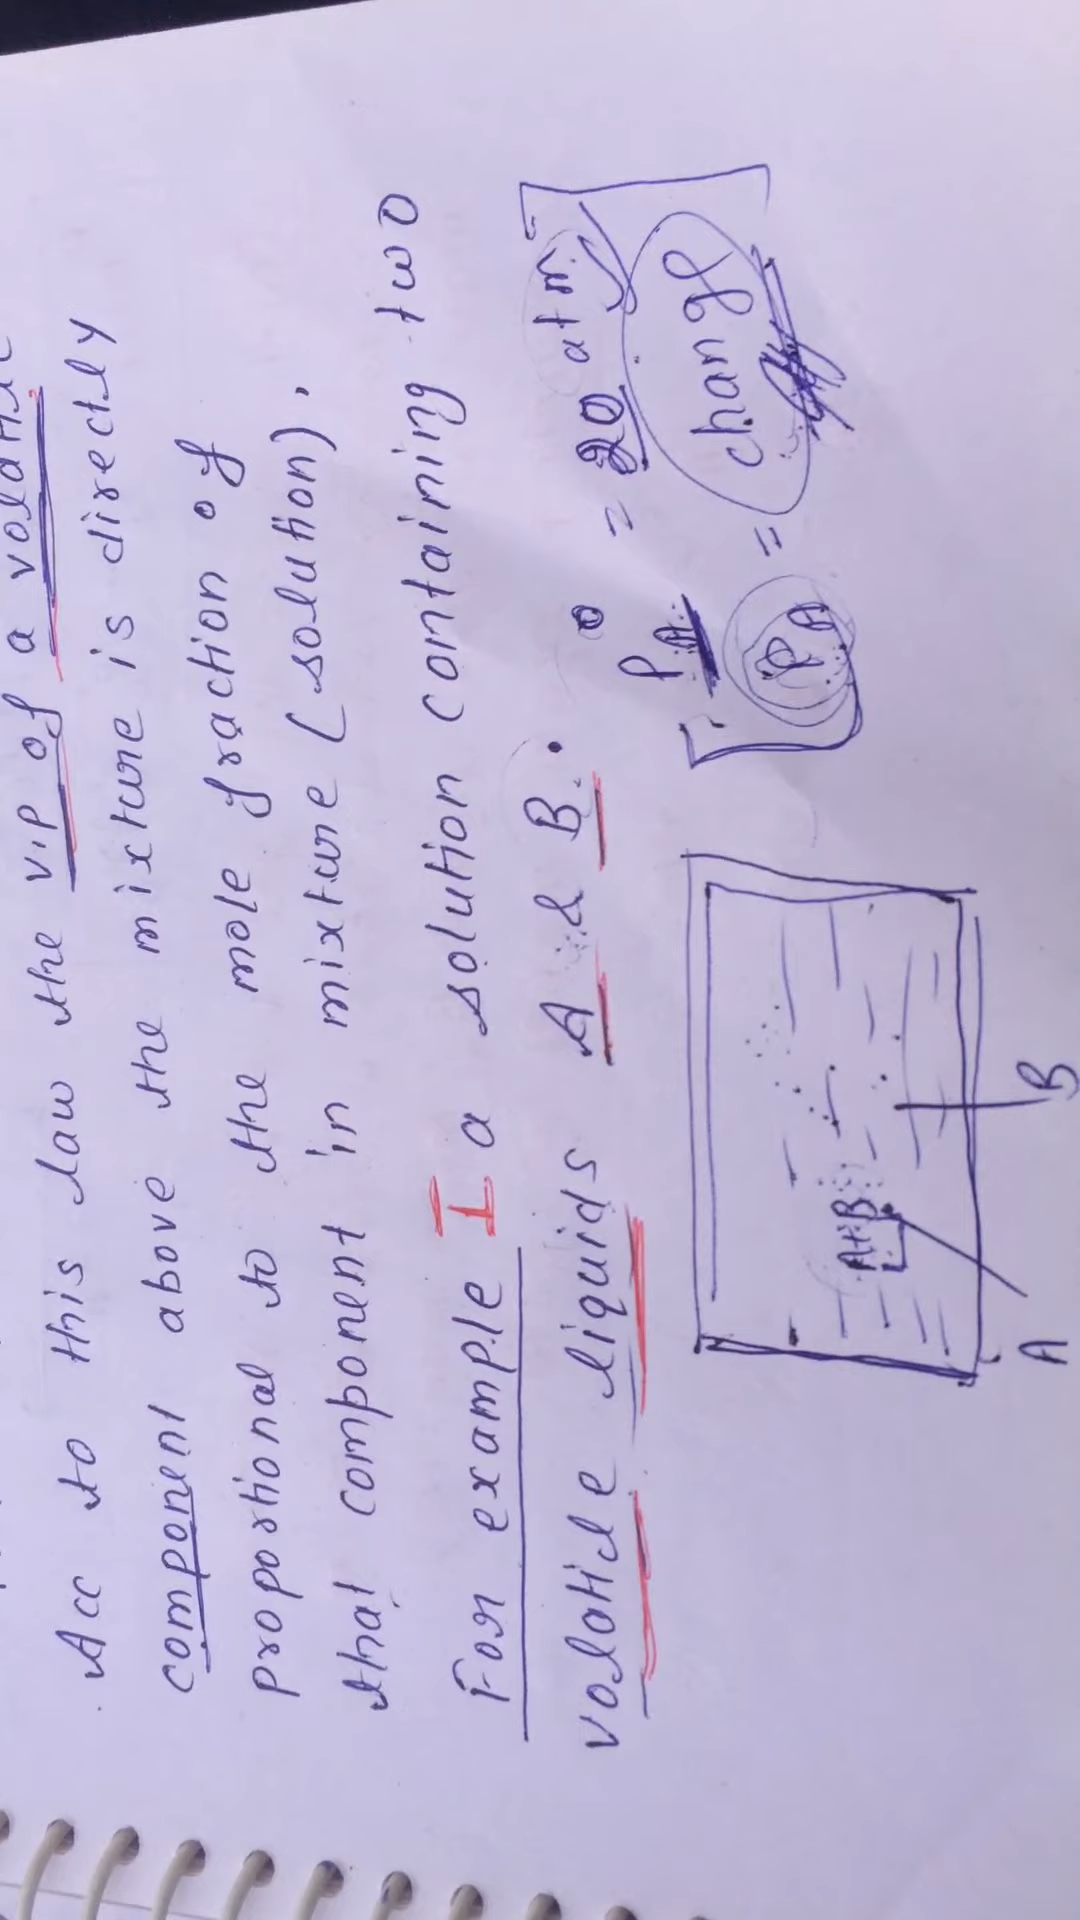 Acc to this law the V.P of a volatile
component above the mixture is directly
proportional to the mole fraction of
that component in mixture (solution).
For example I a solution containing two
volatile liquids A & B.
P°A = 20 atm
PA = change
A+B
A
B